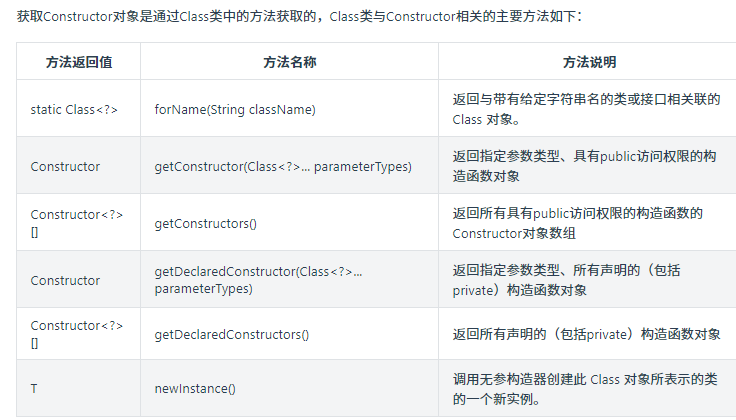 获取Constructor对象是通过Class类中的方法获取的，Class类与Constructor相关的主要方法如下：
方法返回值 方法名称 方法说明
static Class<?> forName(String className) 返回与带有给定字符串名的类或接口相关联的
Class 对象。
Constructor getConstructor(Class<?>... parameterTypes) 返回指定参数类型、具有public访问权限的构
造函数对象
Constructor<?>
[] getConstructors() 返回所有具有public访问权限的构造函数的
Constructor对象数组
Constructor getDeclaredConstructor(Class<?>...
parameterTypes) 返回指定参数类型、所有声明的（包括
private）构造函数对象
Constructor<?>
[] getDeclaredConstructors() 返回所有声明的（包括private）构造函数对象
T newInstance() 调用无参构造器创建此 Class 对象所表示的类
的一个新实例。